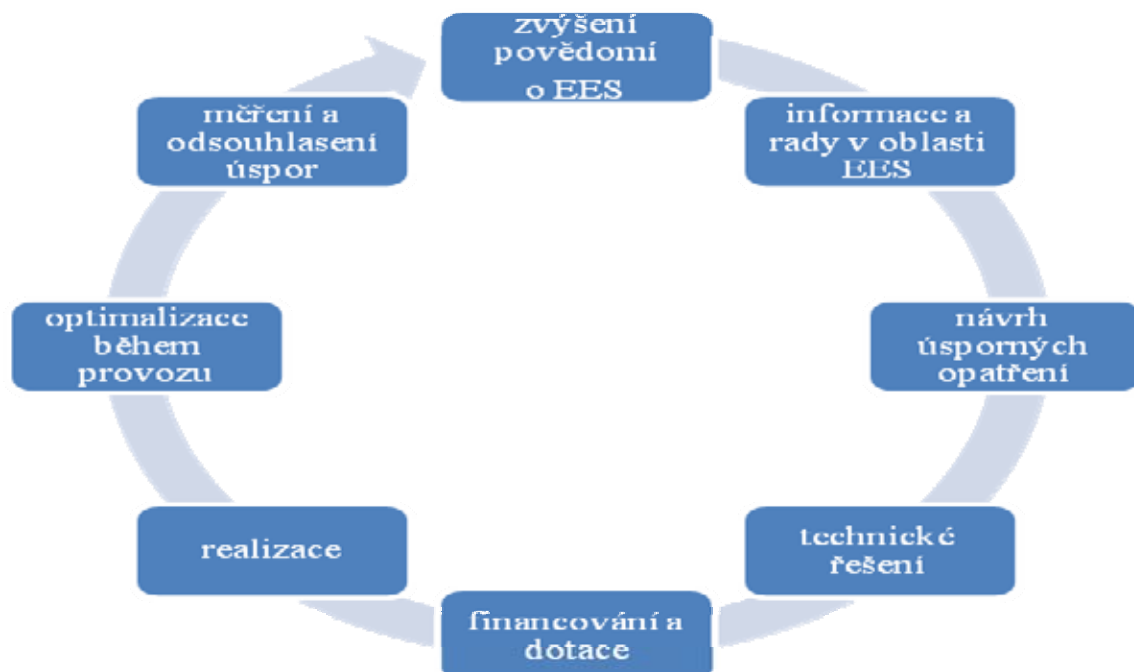 zvýšení
povědomí
o EES
informace a
rady v oblasti
EES
návrh
úsporných
opatření
technické
řešení
financování a
dotace
realizace
optimalizace
během
provozu
měření a
odsouhlasení
úspor